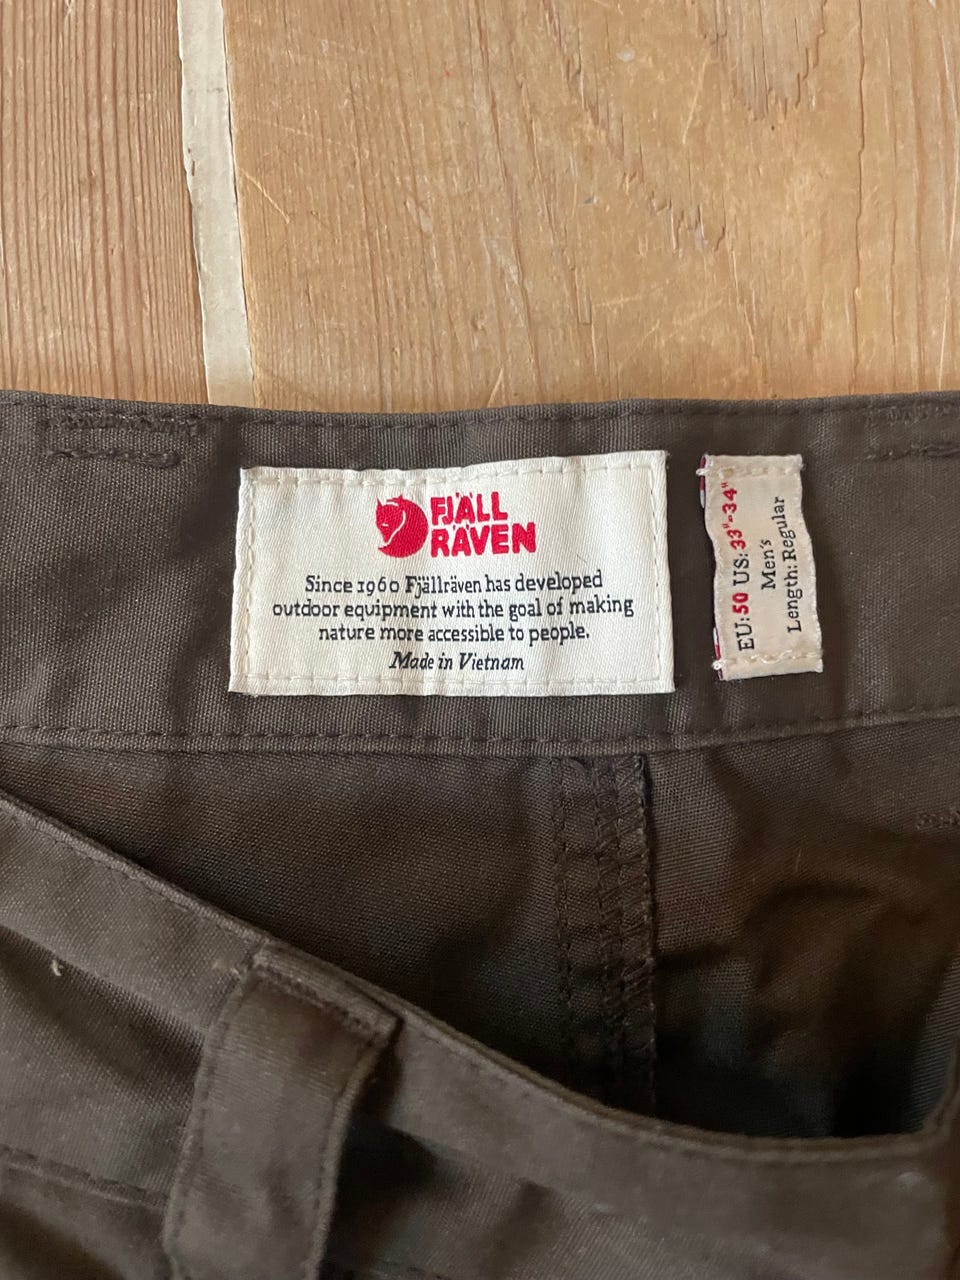 FJÄLL
RÄVEN
Since 1960 Fjällräven has developed
outdoor equipment with the goal of making
nature more accessible to people.
Made in Vietnam
EU:50 US:33"-34"
Men's
Length: Regular